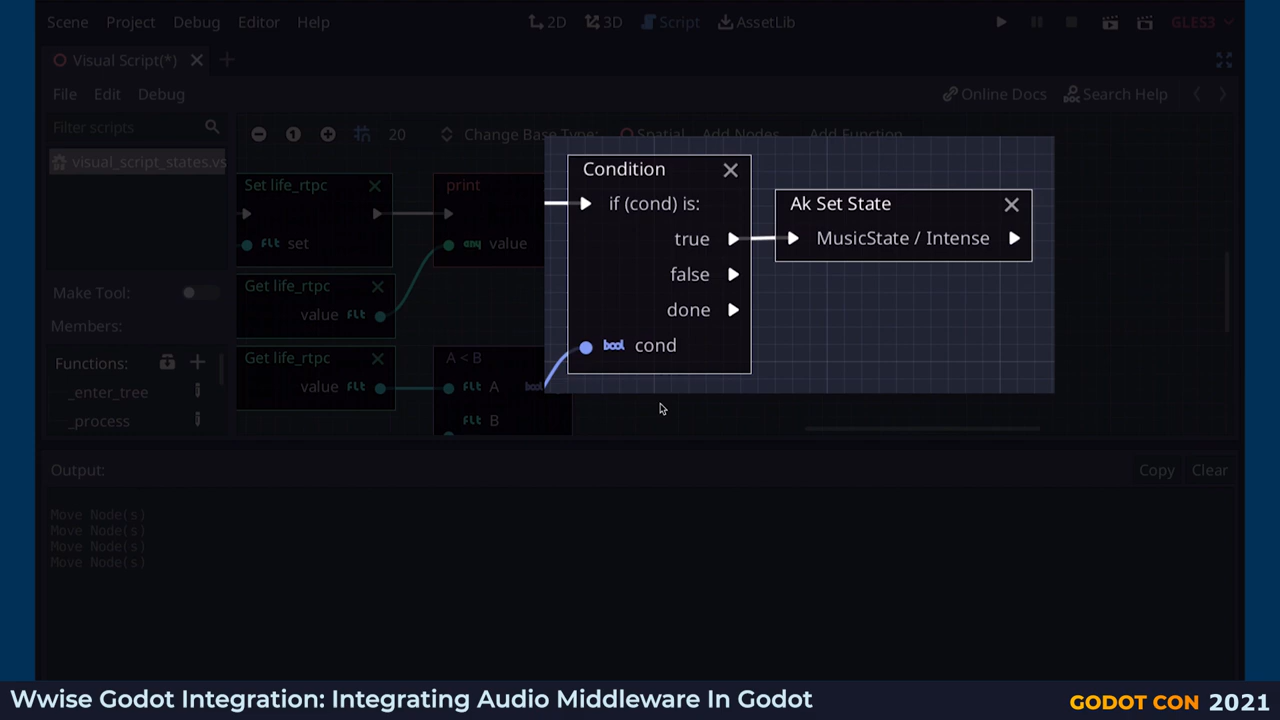 Scene Project Debug Editor Help 2D 3D Script AssetLib GLES3
Visual Script(*)
File Edit Debug Online Docs Search Help
Filter scripts 1 20 Change Base Type: Spatial Add Nodes Add Function
visual_script_states.vs
Set life_rtpc
flt set
Get life_rtpc
value flt
Get life_rtpc
value flt
print
any value
A < B
flt A bool
flt B
Condition
if (cond) is:
true
false
done
bool cond
Ak Set State
MusicState / Intense
Make Tool:
Members:
Functions:
_enter_tree
_process
Output: Copy Clear
Move Node(s)
Move Node(s)
Move Node(s)
Move Node(s)
Wwise Godot Integration: Integrating Audio Middleware In Godot
GODOT CON 2021